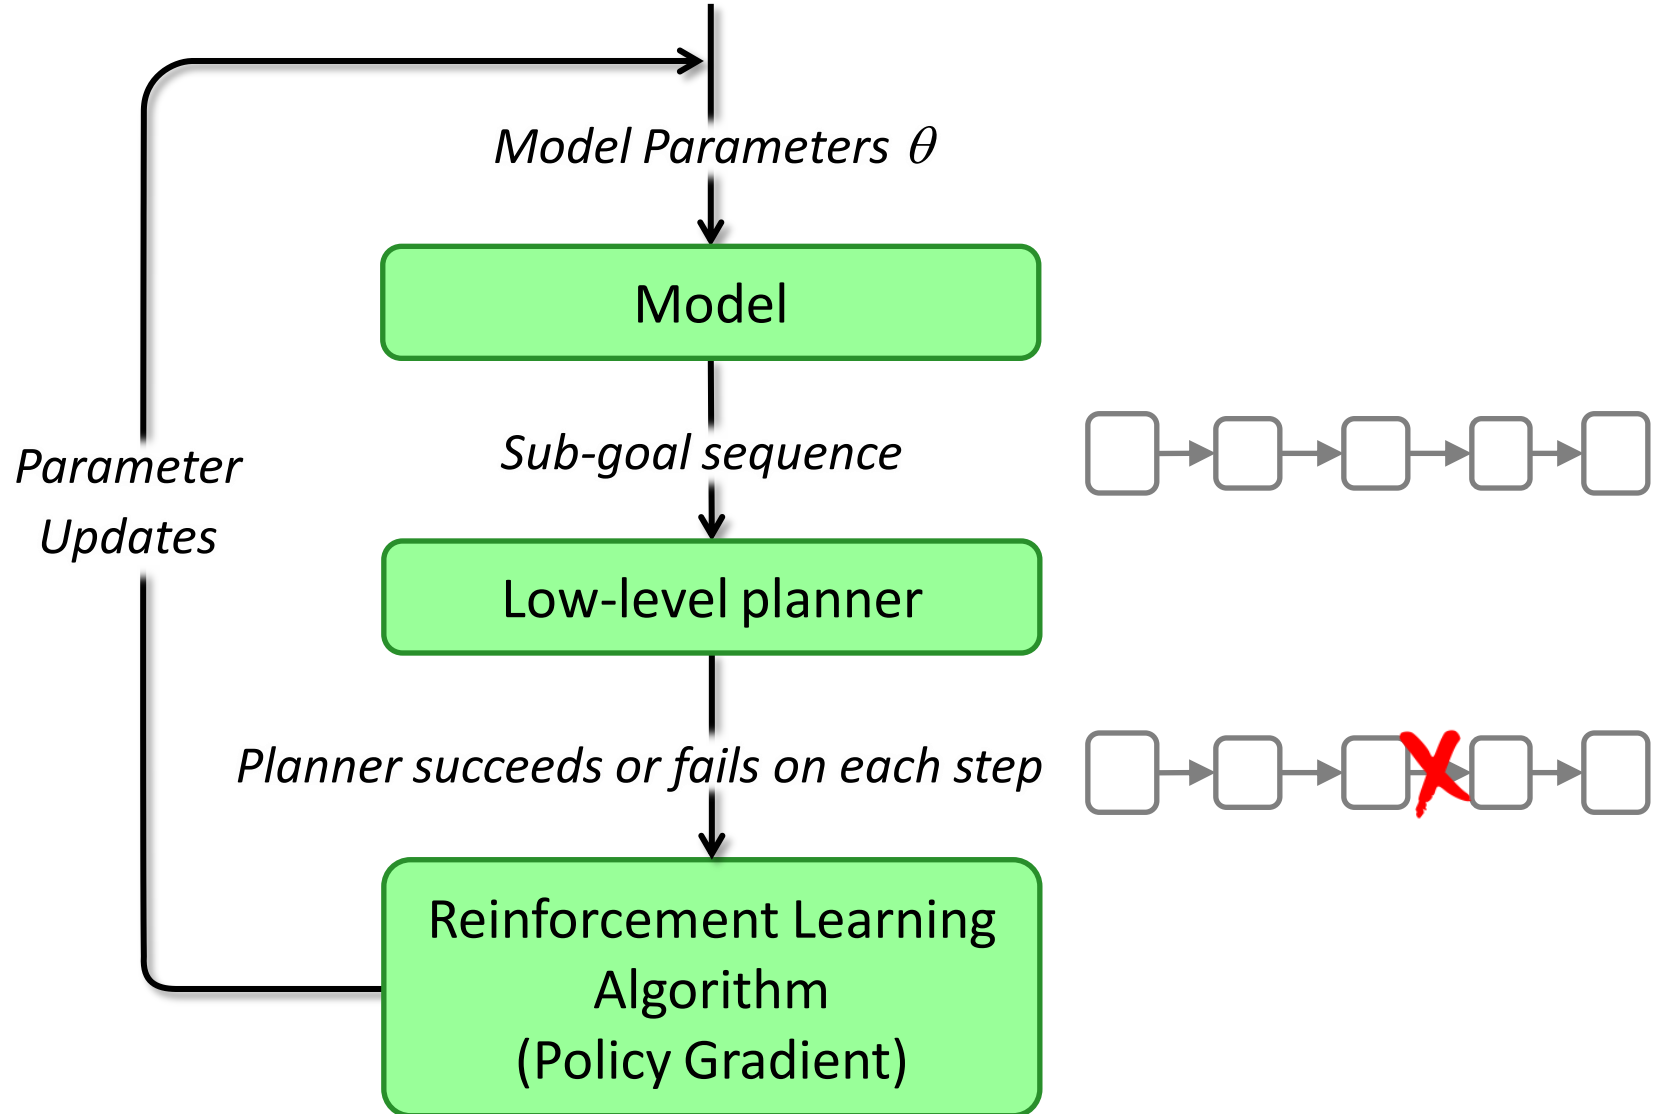 Model Parameters θ
Model
Sub-goal sequence
Parameter
Updates
Low-level planner
Planner succeeds or fails on each step
Reinforcement Learning
Algorithm
(Policy Gradient)